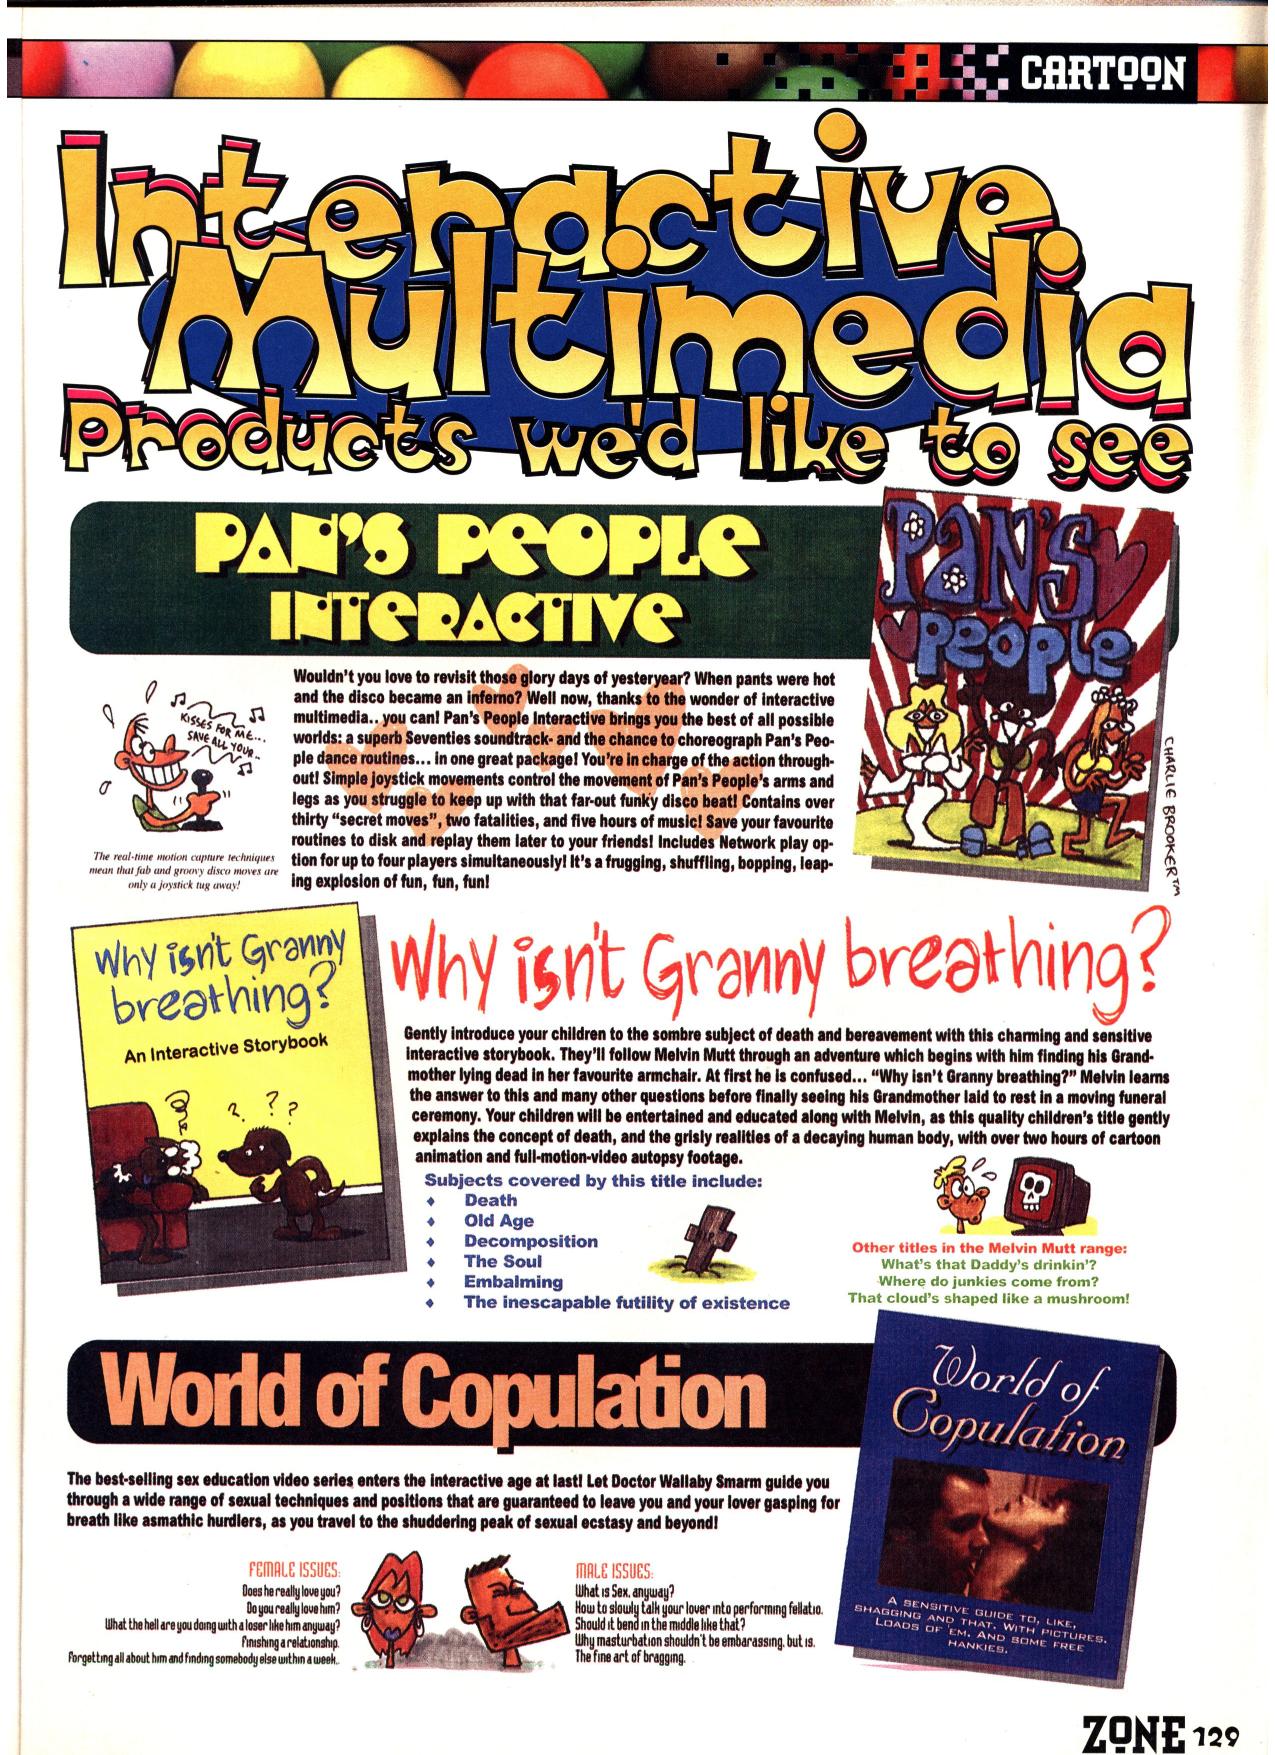 CARTOON
Interactive
Multimedia
Products we'd like to see
PAN'S PEOPLE
INTERACTIVE
PAN'S
PEOPLE
CHARLIE BROOKER™
KISSES FOR ME...
SAVE ALL YOUR..
The real-time motion capture techniques
mean that fab and groovy disco moves are
only a joystick tug away!
Wouldn't you love to revisit those glory days of yesteryear? When pants were hot
and the disco became an inferno? Well now, thanks to the wonder of interactive
multimedia.. you can! Pan's People Interactive brings you the best of all possible
worlds: a superb Seventies soundtrack- and the chance to choreograph Pan's Peo-
ple dance routines... in one great package! You're in charge of the action through-
out! Simple joystick movements control the movement of Pan's People's arms and
legs as you struggle to keep up with that far-out funky disco beat! Contains over
thirty "secret moves", two fatalities, and five hours of music! Save your favourite
routines to disk and replay them later to your friends! Includes Network play op-
tion for up to four players simultaneously! It's a frugging, shuffling, bopping, leap-
ing explosion of fun, fun, fun!
Why isn't Granny
breathing?
An Interactive Storybook
? ? ?
Why isn't Granny breathing?
Gently introduce your children to the sombre subject of death and bereavement with this charming and sensitive
interactive storybook. They'll follow Melvin Mutt through an adventure which begins with him finding his Grand-
mother lying dead in her favourite armchair. At first he is confused... "Why isn't Granny breathing?" Melvin learns
the answer to this and many other questions before finally seeing his Grandmother laid to rest in a moving funeral
ceremony. Your children will be entertained and educated along with Melvin, as this quality children's title gently
explains the concept of death, and the grisly realities of a decaying human body, with over two hours of cartoon
animation and full-motion-video autopsy footage.
Subjects covered by this title include:
♦ Death
♦ Old Age
♦ Decomposition
♦ The Soul
♦ Embalming
♦ The inescapable futility of existence
Other titles in the Melvin Mutt range:
What's that Daddy's drinkin'?
Where do junkies come from?
That cloud's shaped like a mushroom!
World of Copulation
World of
Copulation
A SENSITIVE GUIDE TO, LIKE,
SHAGGING AND THAT. WITH PICTURES.
LOADS OF 'EM. AND SOME FREE
HANKIES.
The best-selling sex education video series enters the interactive age at last! Let Doctor Wallaby Smarm guide you
through a wide range of sexual techniques and positions that are guaranteed to leave you and your lover gasping for
breath like asmathic hurdlers, as you travel to the shuddering peak of sexual ecstasy and beyond!
FEMALE ISSUES:
Does he really love you?
Do you really love him?
What the hell are you doing with a loser like him anyway?
Finishing a relationship.
Forgetting all about him and finding somebody else within a week.
MALE ISSUES:
What is Sex, anyway?
How to slowly talk your lover into performing fellatio.
Should it bend in the middle like that?
Why masturbation shouldn't be embarassing, but is.
The fine art of bragging.
ZONE 129